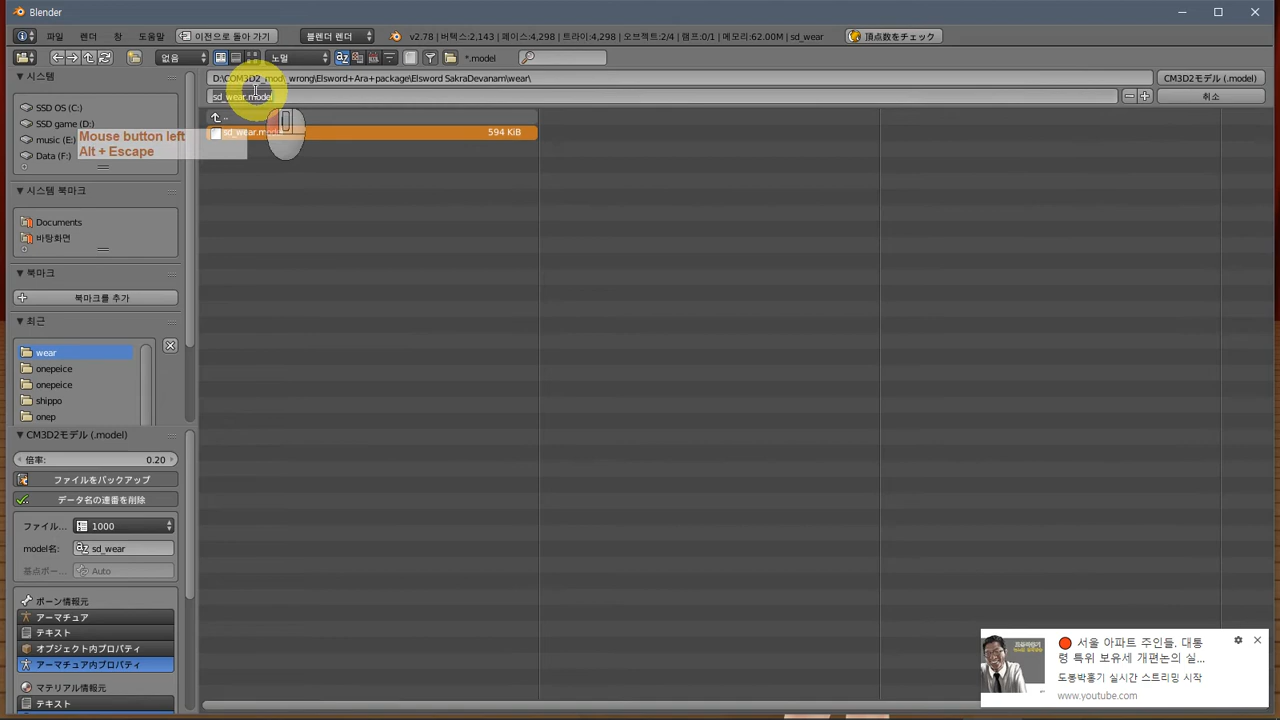 Blender
파일
렌더
창
도움말
이전으로 돌아 가기
블렌더 렌더
v2.78 | 버텍스:2,143 | 페이스:4,298 | 트라이:4,298 | 오브젝트:2/4 | 램프:0/1 | 메모리:62.00M | sd_wear
頂点数をチェック
없음
노멀
*.model
시스템
D:\COM3D2_mod\_wrong\Elsword+Ara+package\Elsword SakraDevanam\wear\
CM3D2モデル (.model)
sd_wear.model
취소
SSD OS (C:)
SSD game (D:)
music (E:)
Data (F:)
..
sd_wear.mod
594 KiB
Mouse button left
Alt + Escape
시스템 북마크
Documents
바탕화면
북마크
북마크를 추가
최근
wear
onepeice
onepeice
shippo
onep
CM3D2モデル (.model)
倍率:
0.20
ファイルをバックアップ
データ名の連番を削除
ファイル...
1000
model名:
sd_wear
基点ボー...
Auto
ボーン情報元
アーマチュア
テキスト
オブジェクト内プロパティ
アーマチュア内プロパティ
マテリアル情報元
テキスト
서울 아파트 주인들, 대통
령 특위 보유세 개편논의 실...
도봉박홍기 실시간 스트리밍 시작
www.youtube.com